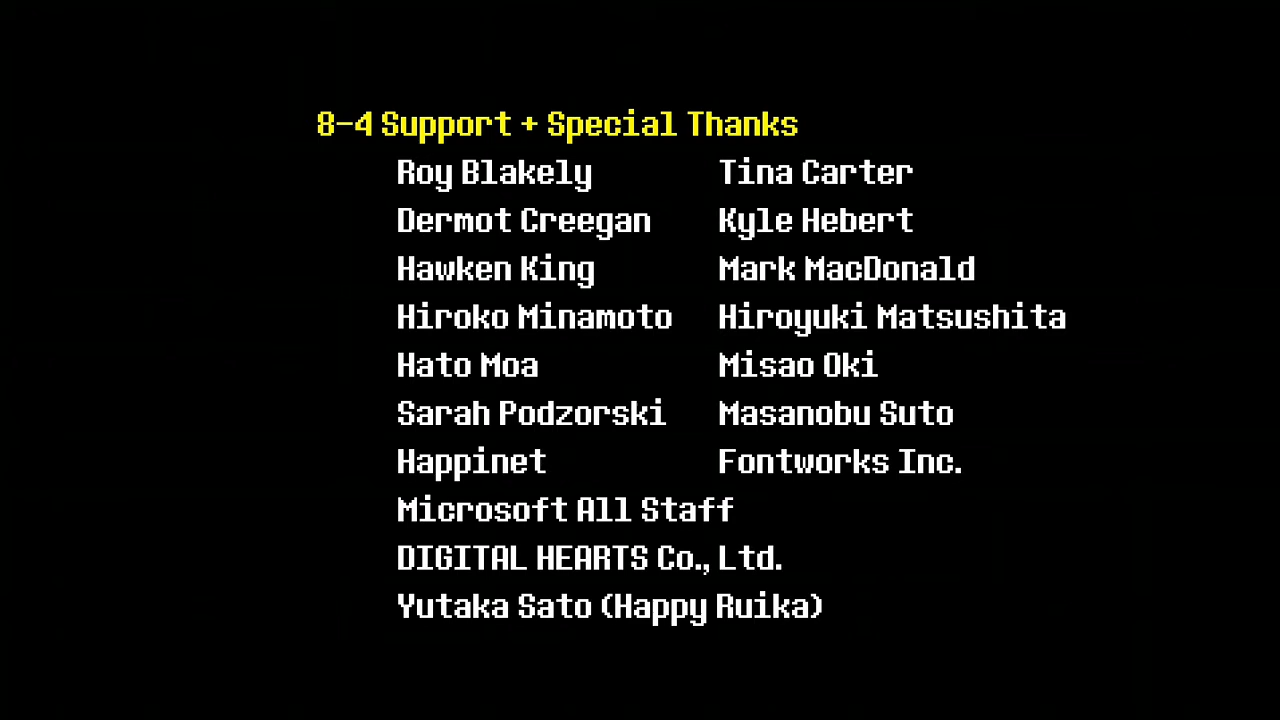 8-4 Support + Special Thanks
Roy Blakely Tina Carter
Dermot Creegan Kyle Hebert
Hawken King Mark MacDonald
Hiroko Minamoto Hiroyuki Matsushita
Hato Moa Misao Oki
Sarah Podzorski Masanobu Suto
Happinet Fontworks Inc.
Microsoft All Staff
DIGITAL HEARTS Co., Ltd.
Yutaka Sato (Happy Ruika)